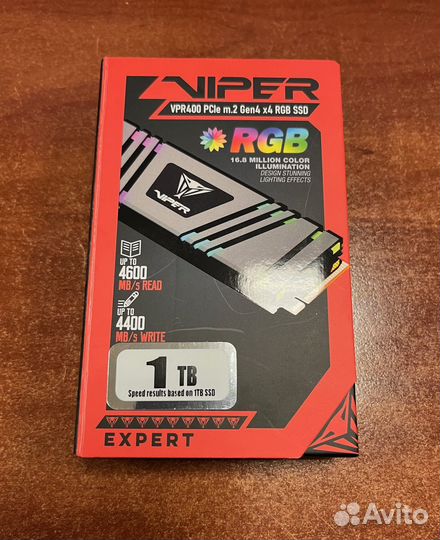 VIPER
VPR400 PCIe m.2 Gen4 x4 RGB SSD
RGB
16.8 MILLION COLOR
ILLUMINATION
DESIGN STUNNING
LIGHTING EFFECTS
VIPER
UP TO
4600
MB/s READ
UP TO
4400
MB/s WRITE
1 TB
Speed results based on 1TB SSD
EXPERT
Avito